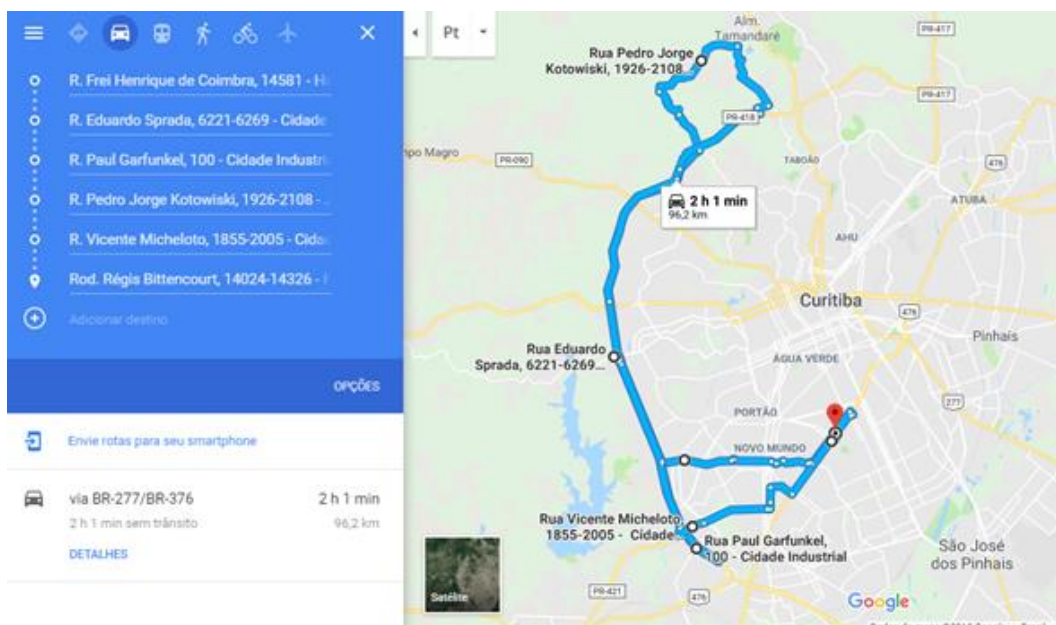 R. Frei Henrique de Coimbra, 14581 - H
R. Eduardo Sprada, 6221-6269 - Cidade
R. Paul Garfunkel, 100 - Cidade Industri
R. Pedro Jorge Kotowiski, 1926-2108 - ..
R. Vicente Micheloto, 1855-2005 - Cida
Rod. Régis Bittencourt, 14024-14326 -
Adicionar destino
OPÇÕES
Envie rotas para seu smartphone
via BR-277/BR-376 2 h 1 min
2 h 1 min sem trânsito 96,2 km
DETALHES
Pt
Alm.
Tamandaré
PR-417
Rua Pedro Jorge
Kotowiski, 1926-2108...
PR-417
PR-418
po Magro
PR-090
TABOÃO
476
ATUBA
2 h 1 min
96,2 km
AHU
Curitiba
476
Pinhais
Rua Eduardo
Sprada, 6221-6269...
ÁGUA VERDE
277
PORTÃO
NOVO MUNDO
Rua Vicente Micheloto,
1855-2005 - Cidade...
Rua Paul Garfunkel,
100 - Cidade Industrial
São José
dos Pinhais
Satélite
PR-421
476
Google